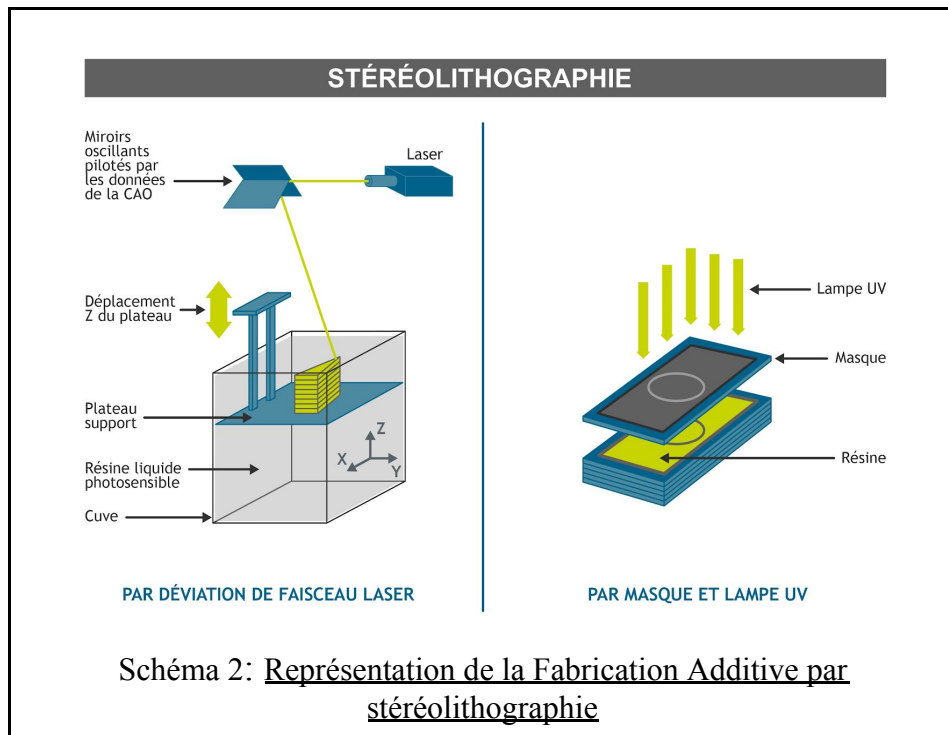 STÉRÉOLITHOGRAPHIE
Miroirs
oscillants
pilotés par
les données
de la CAO
Laser
Déplacement
Z du plateau
Plateau
support
Résine liquide
photosensible
Cuve
Z
X
Y
PAR DÉVIATION DE FAISCEAU LASER
Lampe UV
Masque
Résine
PAR MASQUE ET LAMPE UV
Schéma 2: Représentation de la Fabrication Additive par
stéréolithographie